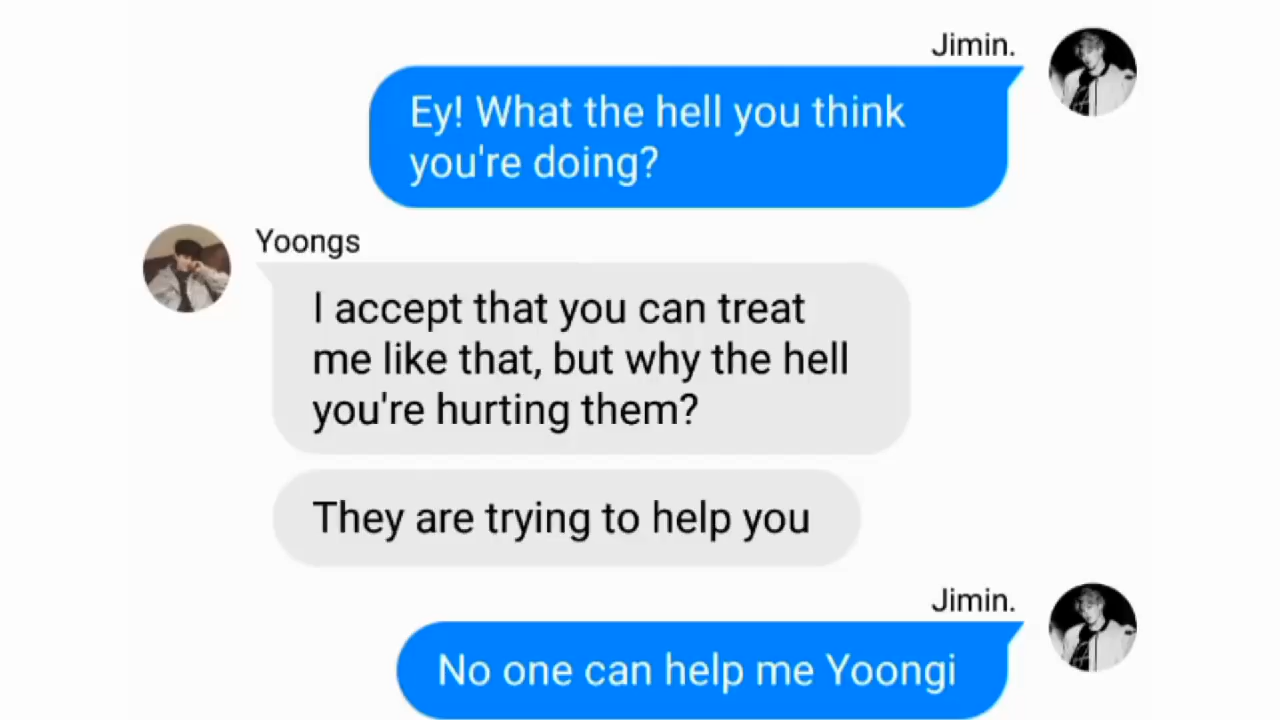 Jimin.
Ey! What the hell you think
you're doing?
Yoongs
I accept that you can treat
me like that, but why the hell
you're hurting them?
They are trying to help you
Jimin.
No one can help me Yoongi